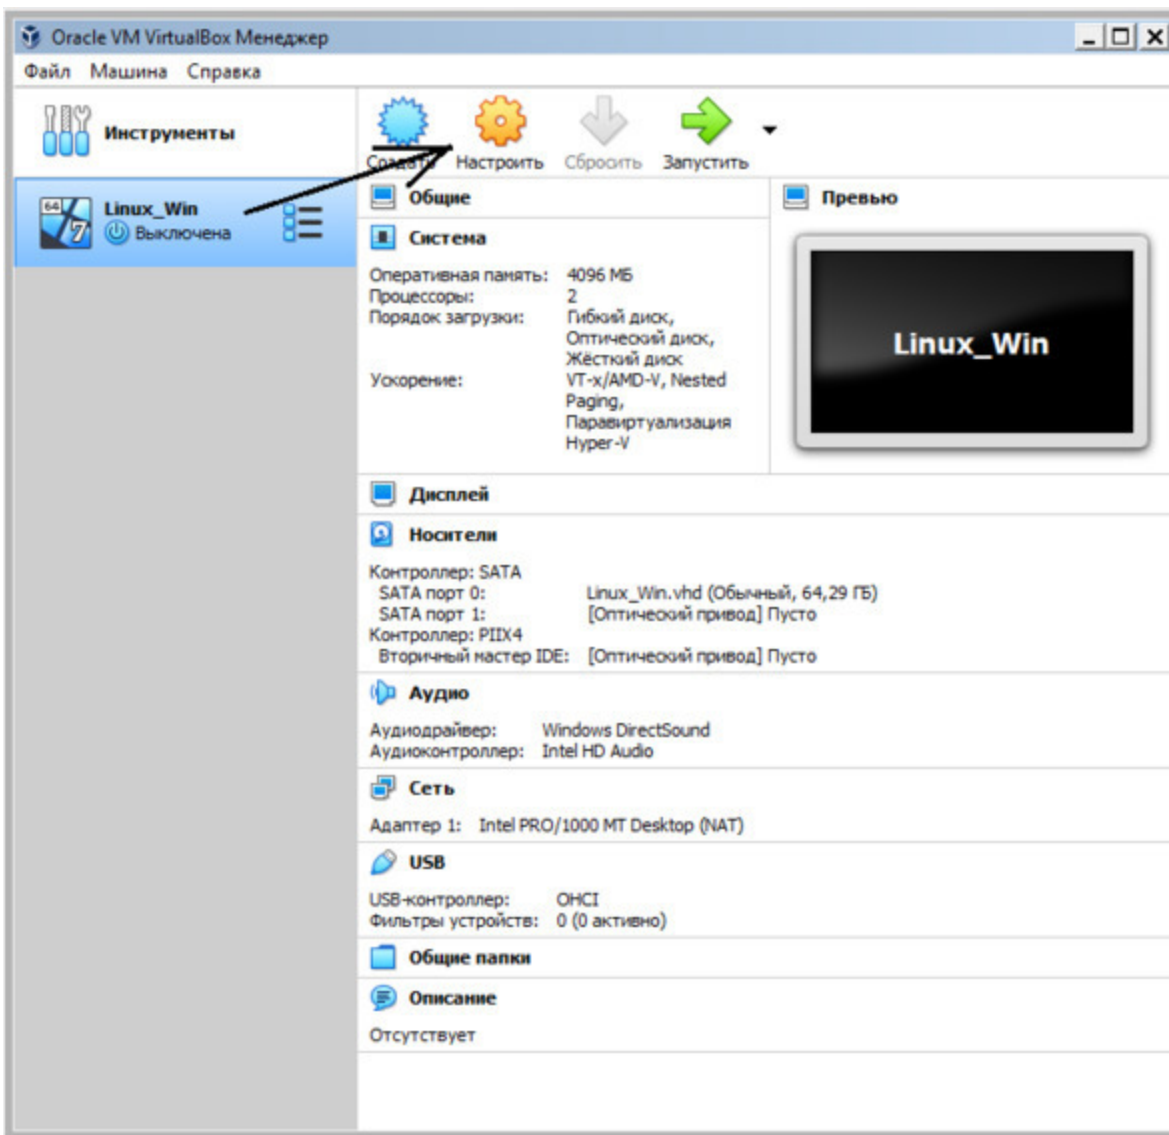 Oracle VM VirtualBox Менеджер
Файл Машина Справка
Инструменты
Создать Настроить Сбросить Запустить
64
7
Linux_Win
Выключена
Общие
Система
Оперативная память: 4096 МБ
Процессоры: 2
Порядок загрузки: Гибкий диск,
Оптический диск,
Жёсткий диск
Ускорение: VT-x/AMD-V, Nested
Paging,
Паравиртуализация
Hyper-V
Превью
Linux_Win
Дисплей
Носители
Контроллер: SATA
SATA порт 0: Linux_Win.vhd (Обычный, 64,29 ГБ)
SATA порт 1: [Оптический привод] Пусто
Контроллер: PIIX4
Вторичный мастер IDE: [Оптический привод] Пусто
Аудио
Аудиодрайвер: Windows DirectSound
Аудиоконтроллер: Intel HD Audio
Сеть
Адаптер 1: Intel PRO/1000 MT Desktop (NAT)
USB
USB-контроллер: OHCI
Фильтры устройств: 0 (0 активно)
Общие папки
Описание
Отсутствует